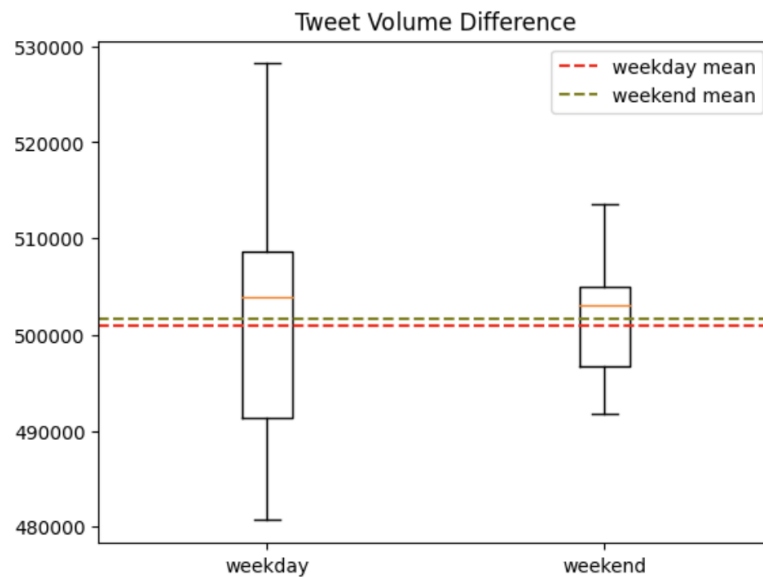 Tweet Volume Difference
530000
520000
510000
500000
490000
480000
weekday mean
weekend mean
weekday
weekend